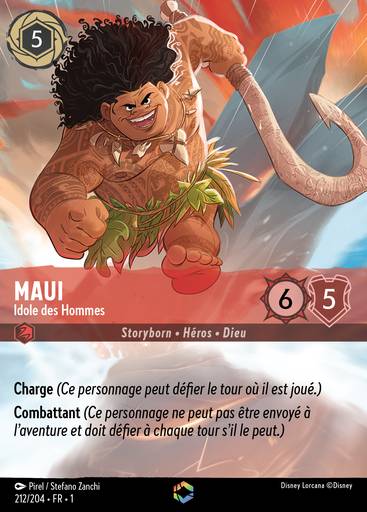 5
MAUI
Idole des Hommes
6
5
Storyborn • Héros • Dieu
Charge (Ce personnage peut défier le tour où il est joué.)
Combattant (Ce personnage ne peut pas être envoyé à
l’aventure et doit défier à chaque tour s’il le peut.)
Pirel / Stefano Zanchi
Disney Lorcana ©Disney
212/204 • FR • 1